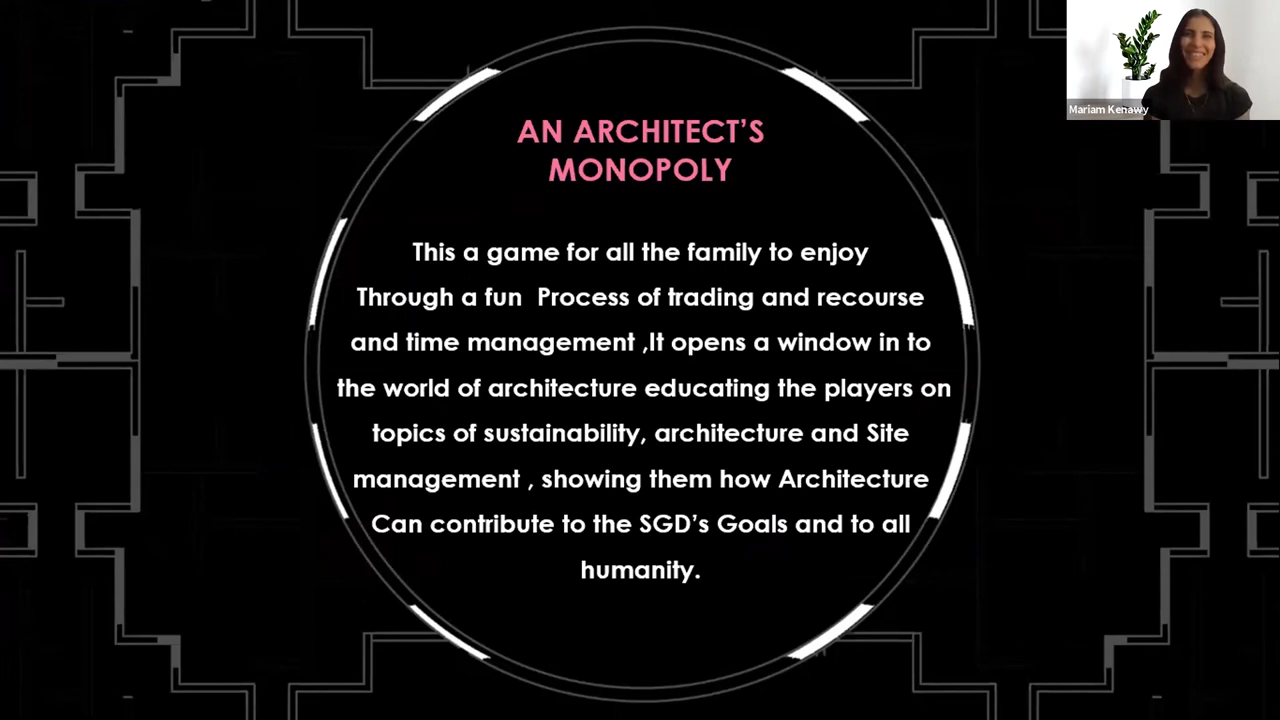 AN ARCHITECT'S
MONOPOLY
This a game for all the family to enjoy
Through a fun Process of trading and recourse
and time management ,It opens a window in to
the world of architecture educating the players on
topics of sustainability, architecture and Site
management , showing them how Architecture
Can contribute to the SGD's Goals and to all
humanity.
Mariam Kenawy